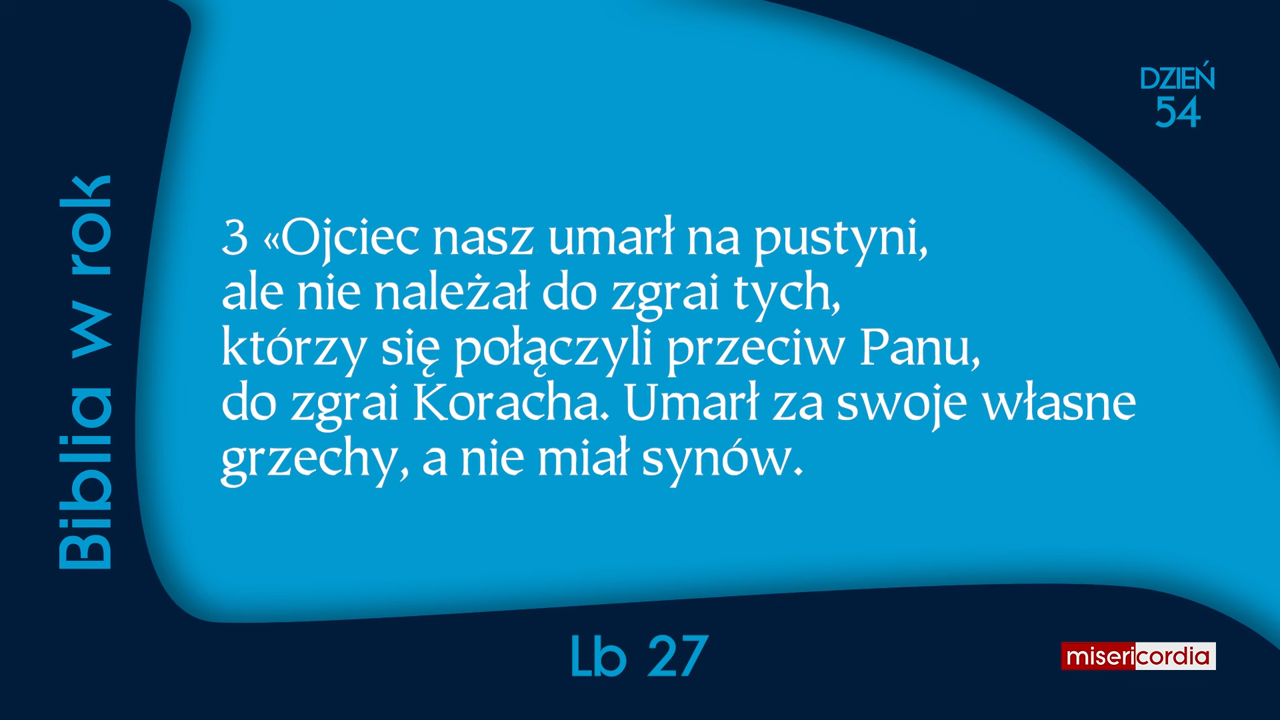 DZIEŃ
54
Biblia w rok
3 «Ojciec nasz umarł na pustyni,
ale nie należał do zgrai tych,
którzy się połączyli przeciw Panu,
do zgrai Koracha. Umarł za swoje własne
grzechy, a nie miał synów.
Lb 27
misericordia